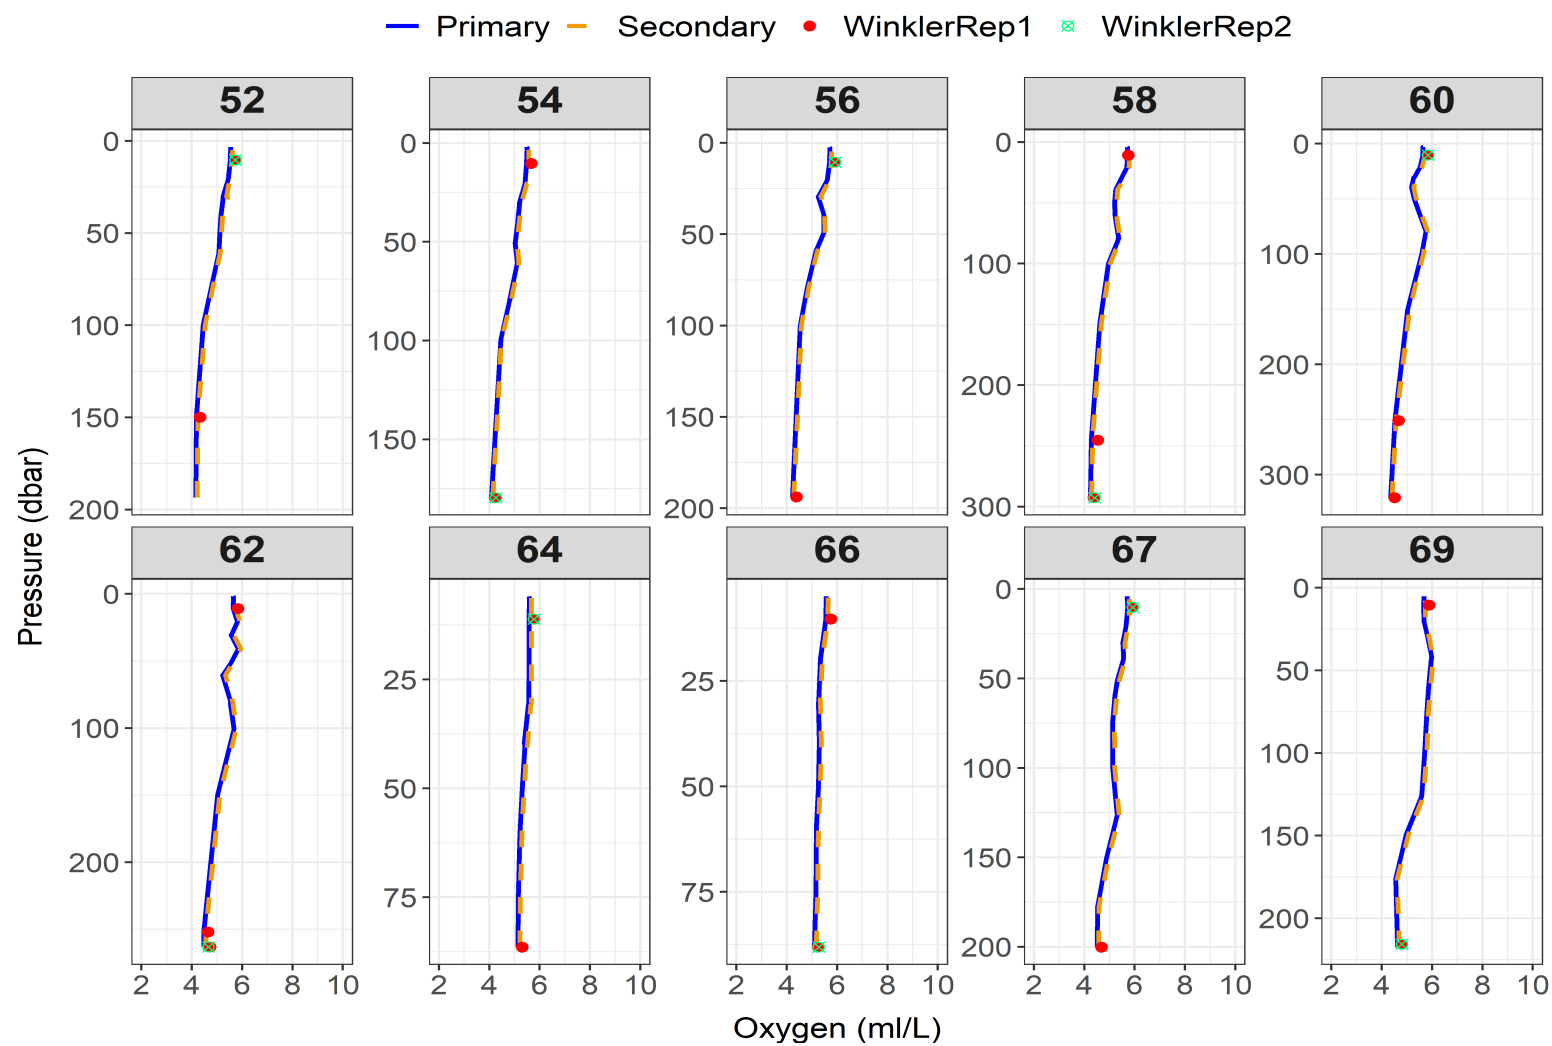 Primary Secondary WinklerRep1 WinklerRep2
52 54 56 58 60
0 50 100 150 200
0 50 100 150
0 50 100 150 200
0 100 200 300
0 100 200 300
Pressure (dbar)
62 64 66 67 69
0 100 200
25 50 75
25 50 75
0 50 100 150 200
0 50 100 150 200
2 4 6 8 10 2 4 6 8 10 2 4 6 8 10 2 4 6 8 10 2 4 6 8 10
Oxygen (ml/L)